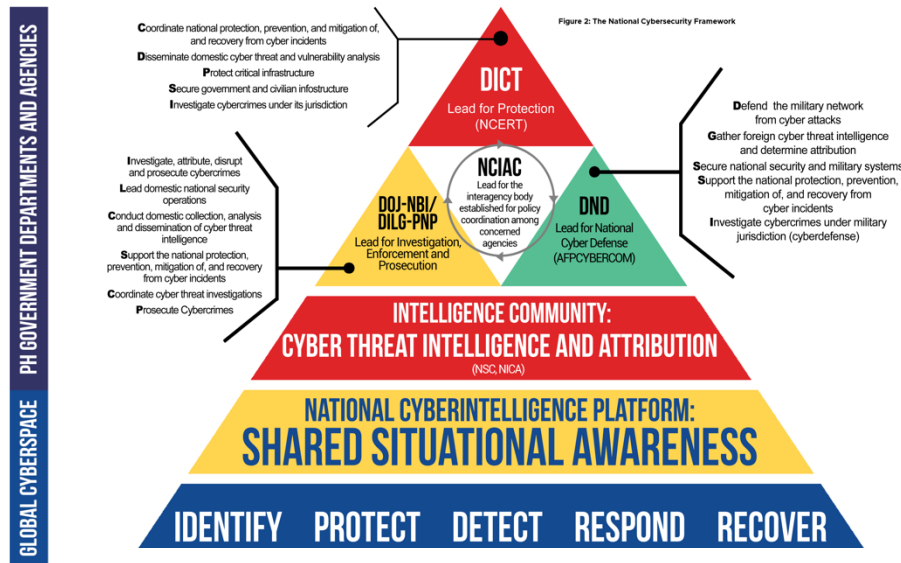 Figure 2: The National Cybersecurity Framework
PH GOVERNMENT DEPARTMENTS AND AGENCIES
GLOBAL CYBERSPACE
Coordinate national protection, prevention, and mitigation of,
and recovery from cyber incidents
Disseminate domestic cyber threat and vulnerability analysis
Protect critical infrastructure
Secure government and civilian infostructure
Investigate cybercrimes under its jurisdiction
DICT
Lead for Protection
(NCERT)
Defend the military network
from cyber attacks
Gather foreign cyber threat intelligence
and determine attribution
Secure national security and military systems
Support the national protection, prevention,
mitigation of, and recovery from
cyber incidents
Investigate cybercrimes under military
jurisdiction (cyberdefense)
Investigate, attribute, disrupt
and prosecute cybercrimes
Lead domestic national security
operations
Conduct domestic collection, analysis
and dissemination of cyber threat
intelligence
Support the national protection,
prevention, mitigation of, and recovery
from cyber incidents
Coordinate cyber threat investigations
Prosecute Cybercrimes
NCIAC
Lead for the
interagency body
established for policy
coordination among
concerned
agencies
DOJ-NBI/
DILG-PNP
Lead for Investigation,
Enforcement and
Prosecution
DND
Lead for National
Cyber Defense
(AFPCYBERCOM)
INTELLIGENCE COMMUNITY:
CYBER THREAT INTELLIGENCE AND ATTRIBUTION
(NSC, NICA)
NATIONAL CYBERINTELLIGENCE PLATFORM:
SHARED SITUATIONAL AWARENESS
IDENTIFY PROTECT DETECT RESPOND RECOVER